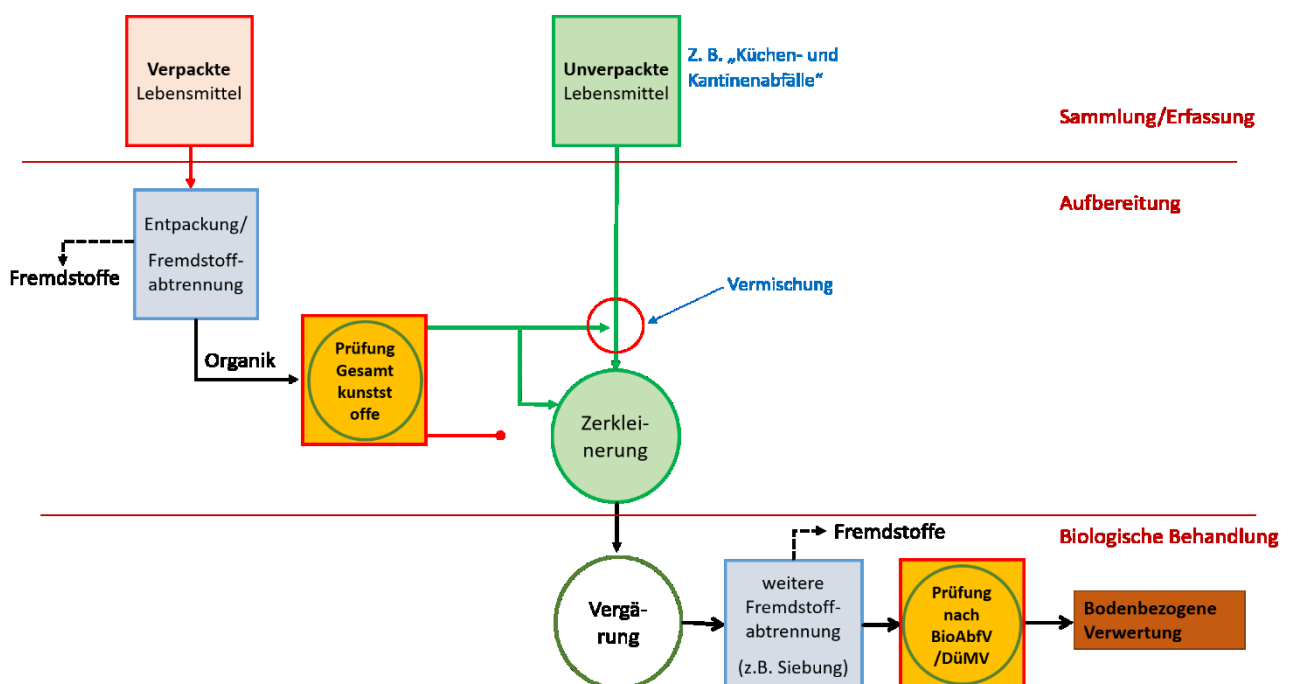 Verpackte
Lebensmittel
Unverpackte
Lebensmittel
Z. B. „Küchen- und
Kantinenabfälle“
Sammlung/Erfassung
Aufbereitung
Entpackung/
Fremdstoff-
abtrennung
Fremdstoffe
Vermischung
Organik
Prüfung
Gesamt
kunstst
offe
Zerklei-
nerung
Biologische Behandlung
Fremdstoffe
Vergä-
rung
weitere
Fremdstoff-
abtrennung
(z.B. Siebung)
Prüfung
nach
BioAbfV
/DüMV
Bodenbezogene
Verwertung